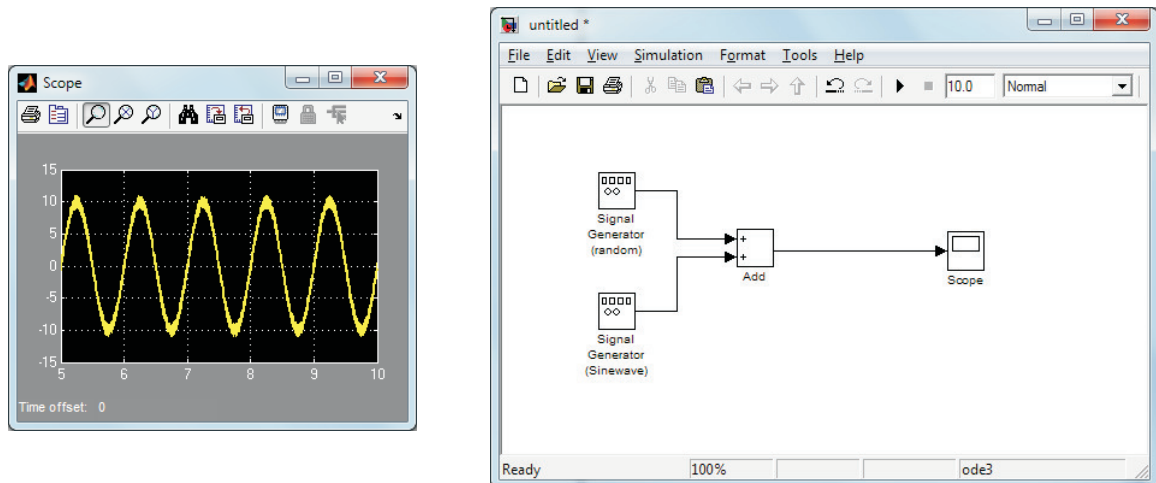 Scope
15
10
5
0
-5
-10
-15
5 6 7 8 9 10
Time offset: 0
untitled *
File Edit View Simulation Format Tools Help
10.0 Normal
Signal
Generator
(random)
+
+
Add
Scope
Signal
Generator
(Sinewave)
Ready 100% ode3